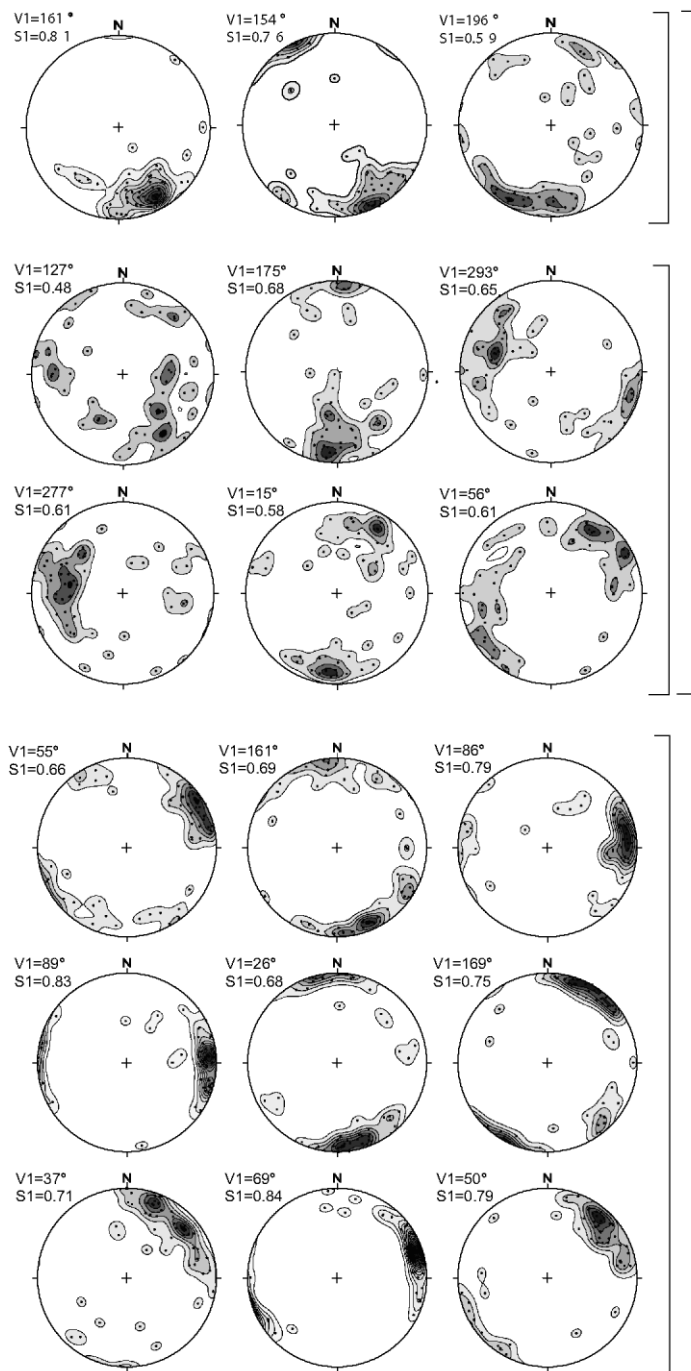 V1=161° N V1=154° N V1=196° N
S1=0.8 1 S1=0.7 6 S1=0.5 9
V1=127° N V1=175° N V1=293° N
S1=0.48 S1=0.68 S1=0.65
V1=277° N V1=15° N V1=56° N
S1=0.61 S1=0.58 S1=0.61
V1=55° N V1=161° N V1=86° N
S1=0.66 S1=0.69 S1=0.79
V1=89° N V1=26° N V1=169° N
S1=0.83 S1=0.68 S1=0.75
V1=37° N V1=69° N V1=50° N
S1=0.71 S1=0.84 S1=0.79